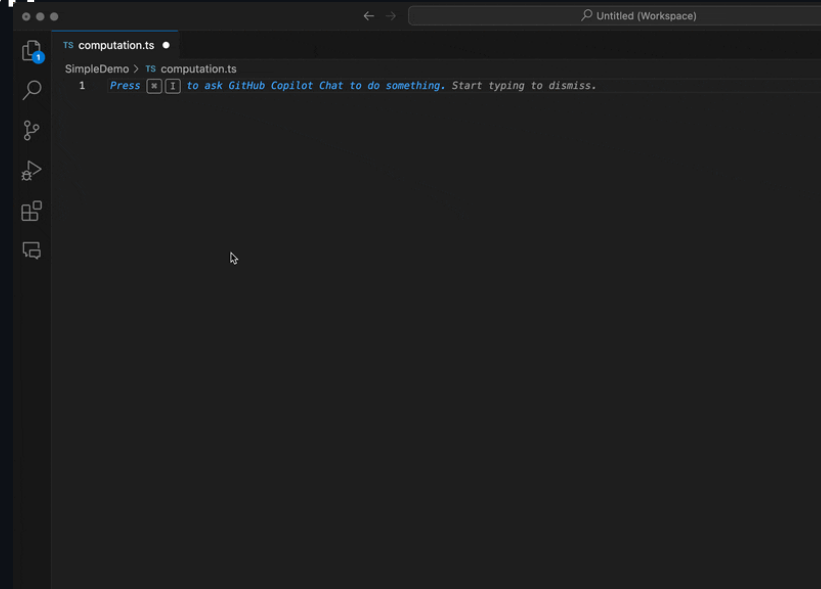 Untitled (Workspace)
1
TS computation.ts
SimpleDemo > TS computation.ts
1 Press ⌘ I to ask GitHub Copilot Chat to do something. Start typing to dismiss.